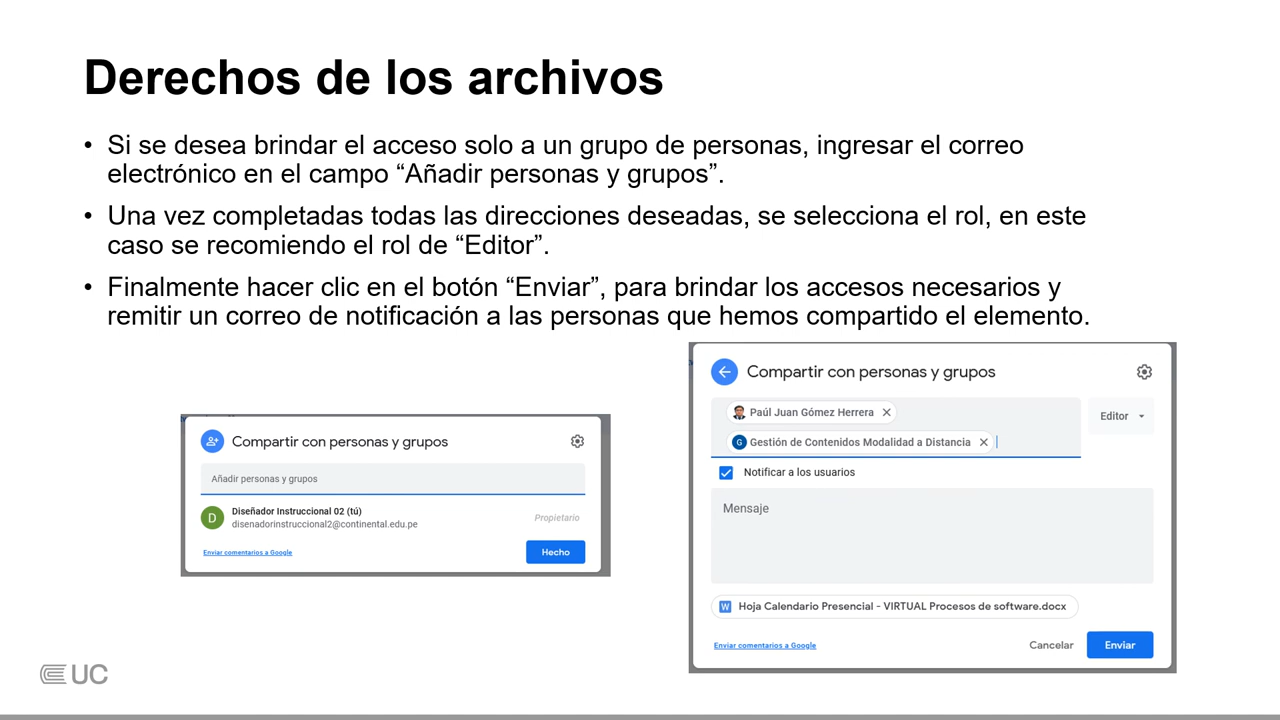 Derechos de los archivos
• Si se desea brindar el acceso solo a un grupo de personas, ingresar el correo
electrónico en el campo “Añadir personas y grupos”.
• Una vez completadas todas las direcciones deseadas, se selecciona el rol, en este
caso se recomiendo el rol de “Editor”.
• Finalmente hacer clic en el botón “Enviar”, para brindar los accesos necesarios y
remitir un correo de notificación a las personas que hemos compartido el elemento.
Compartir con personas y grupos
Añadir personas y grupos
D
Diseñador Instruccional 02 (tú)
disenadorinstruccional2@continental.edu.pe
Propietario
Enviar comentarios a Google
Hecho
Compartir con personas y grupos
Paúl Juan Gómez Herrera
Editor
G Gestión de Contenidos Modalidad a Distancia
Notificar a los usuarios
Mensaje
W Hoja Calendario Presencial - VIRTUAL Procesos de software.docx
Enviar comentarios a Google
Cancelar
Enviar
UC